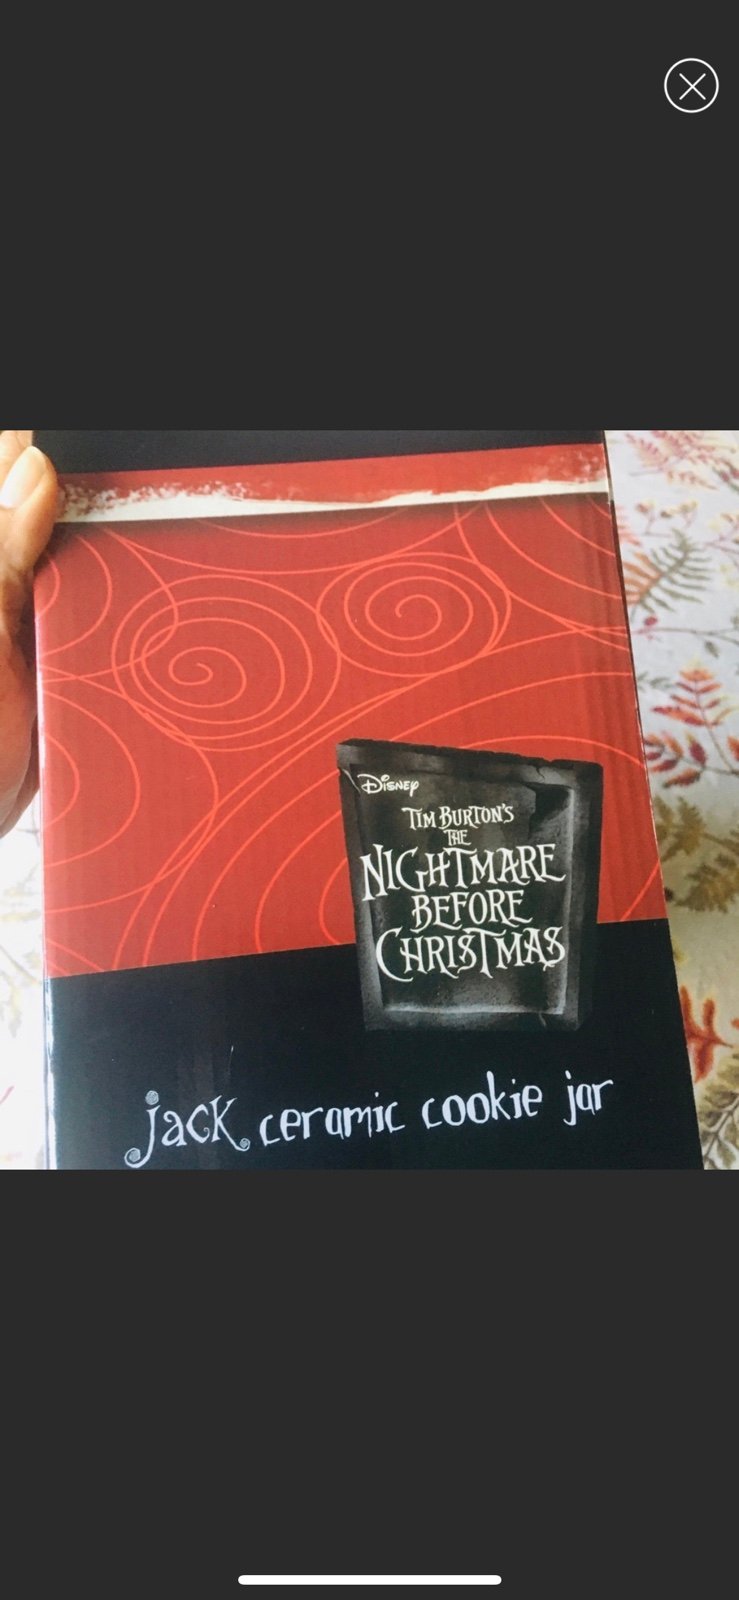 Disney
Tim Burton's
The
Nightmare
Before
Christmas
jack ceramic cookie jar